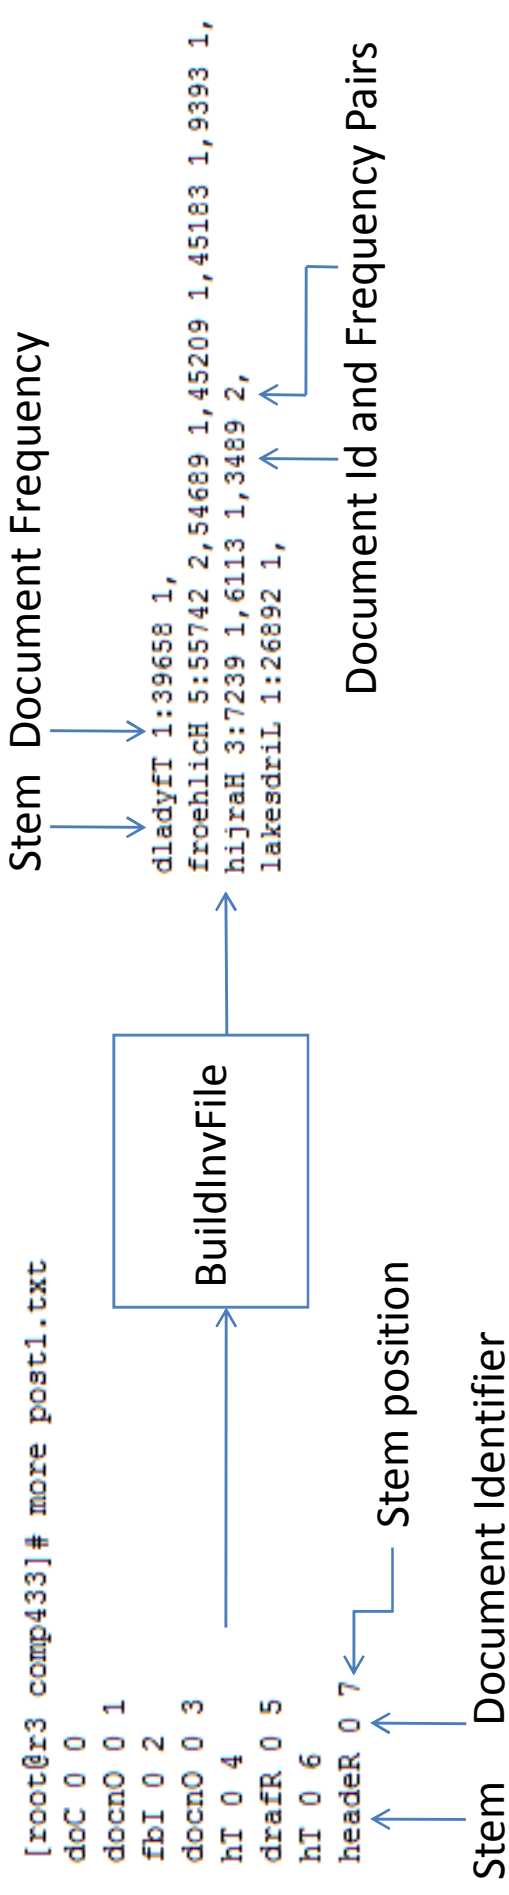 [root@r3 comp433]# more post1.txt
doC 0 0
docnO 0 1
fbI 0 2
docnO 0 3
hT 0 4
drafR 0 5
hT 0 6
headeR 0 7
Stem position
Stem Document Identifier
BuildInvFile
Stem Document Frequency
dladyfT 1:39658 1,
froehlicH 5:55742 2,54689 1,45209 1,45183 1,9393 1,
hijraH 3:7239 1,6113 1,3489 2,
lakesdriL 1:26892 1,
Document Id and Frequency Pairs